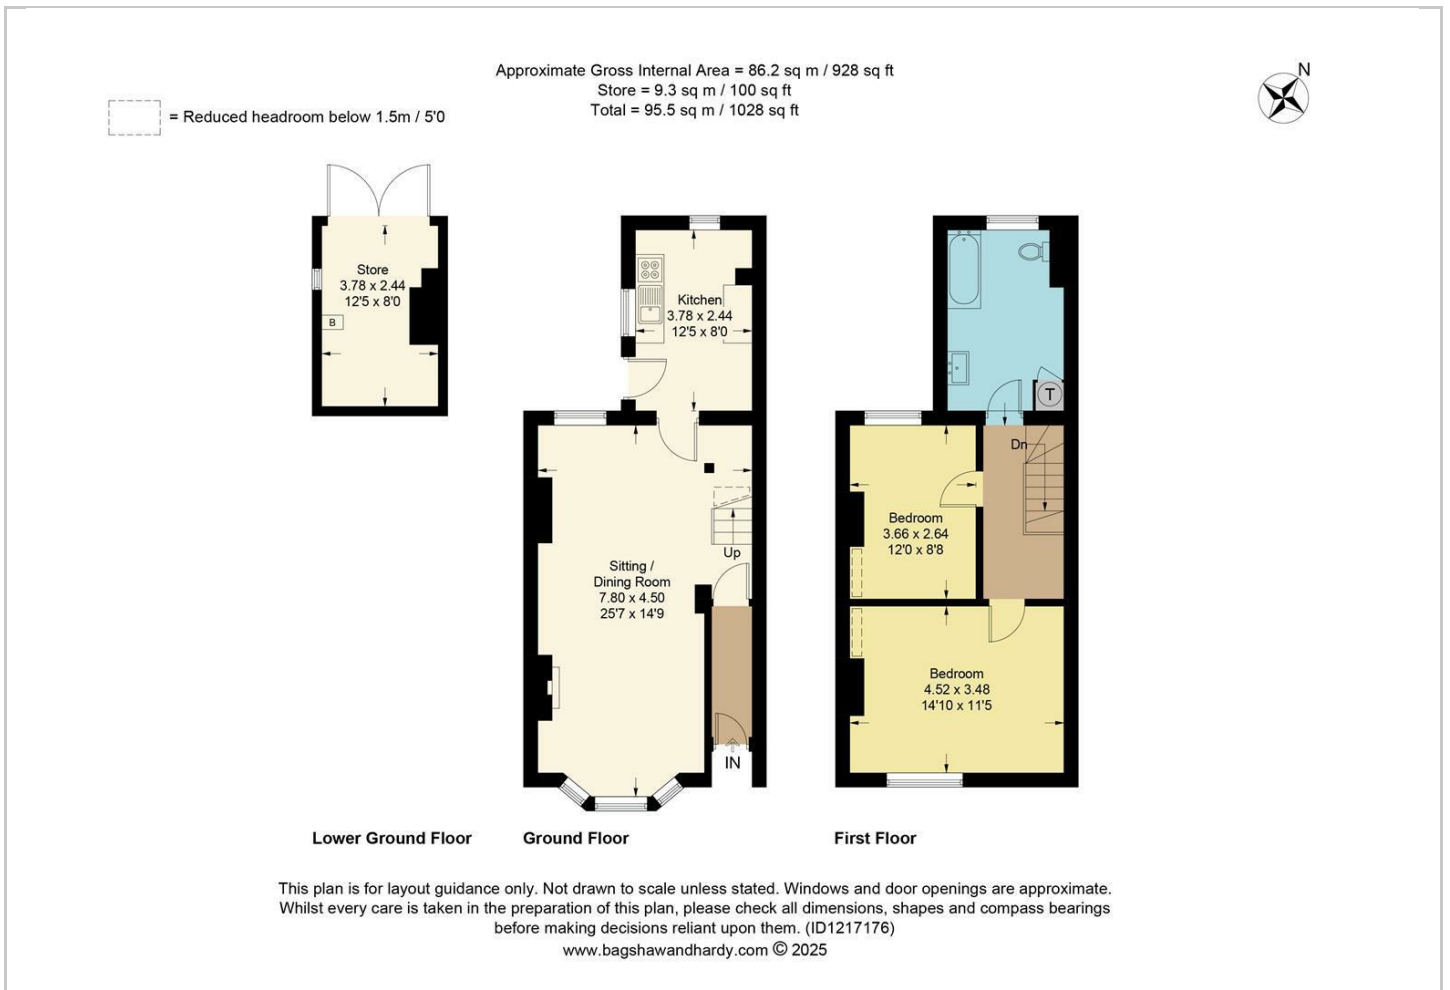 Approximate Gross Internal Area = 86.2 sq m / 928 sq ft
Store = 9.3 sq m / 100 sq ft
Total = 95.5 sq m / 1028 sq ft
N
= Reduced headroom below 1.5m / 5'0
Store
3.78 x 2.44
12'5 x 8'0
B
Kitchen
3.78 x 2.44
12'5 x 8'0
Up
Sitting /
Dining Room
7.80 x 4.50
25'7 x 14'9
IN
T
Dn
Bedroom
3.66 x 2.64
12'0 x 8'8
Bedroom
4.52 x 3.48
14'10 x 11'5
Lower Ground Floor
Ground Floor
First Floor
This plan is for layout guidance only. Not drawn to scale unless stated. Windows and door openings are approximate.
Whilst every care is taken in the preparation of this plan, please check all dimensions, shapes and compass bearings
before making decisions reliant upon them. (ID1217176)
www.bagshawandhardy.com © 2025